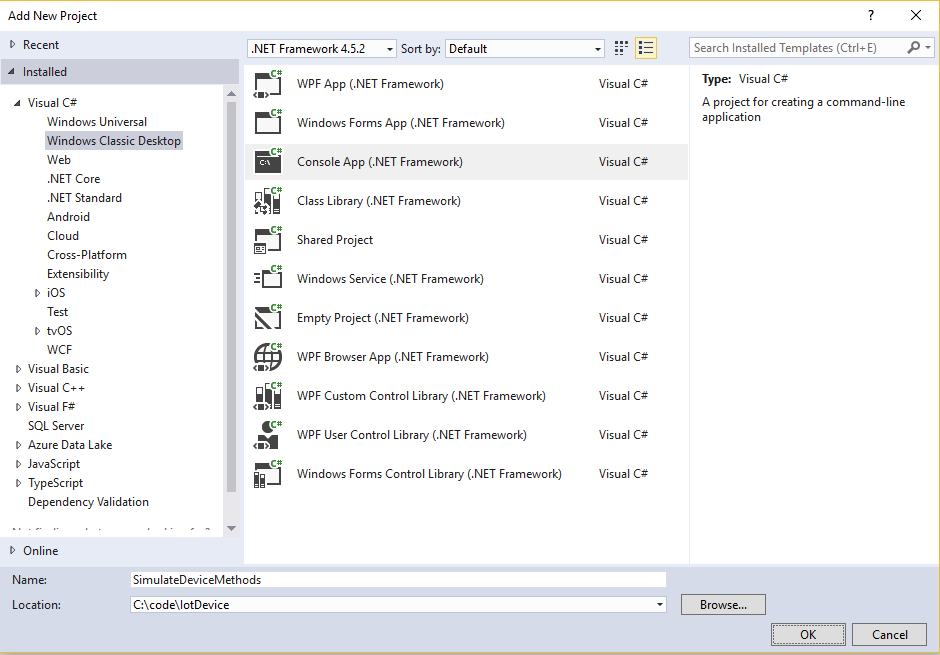 Add New Project
?
Recent
.NET Framework 4.5.2
Sort by:
Default
Search Installed Templates (Ctrl+E)
Installed
Visual C#
Windows Universal
Windows Classic Desktop
Web
.NET Core
.NET Standard
Android
Cloud
Cross-Platform
Extensibility
iOS
Test
tvOS
WCF
Visual Basic
Visual C++
Visual F#
SQL Server
Azure Data Lake
JavaScript
TypeScript
Dependency Validation
Online
C# WPF App (.NET Framework) Visual C#
C# Windows Forms App (.NET Framework) Visual C#
C# C:\ Console App (.NET Framework) Visual C#
C# Class Library (.NET Framework) Visual C#
C# Shared Project Visual C#
C# Windows Service (.NET Framework) Visual C#
C# Empty Project (.NET Framework) Visual C#
C# WPF Browser App (.NET Framework) Visual C#
C# WPF Custom Control Library (.NET Framework) Visual C#
C# WPF User Control Library (.NET Framework) Visual C#
C# Windows Forms Control Library (.NET Framework) Visual C#
Type: Visual C#
A project for creating a command-line
application
Name: SimulateDeviceMethods
Location: C:\code\IotDevice
Browse...
OK
Cancel